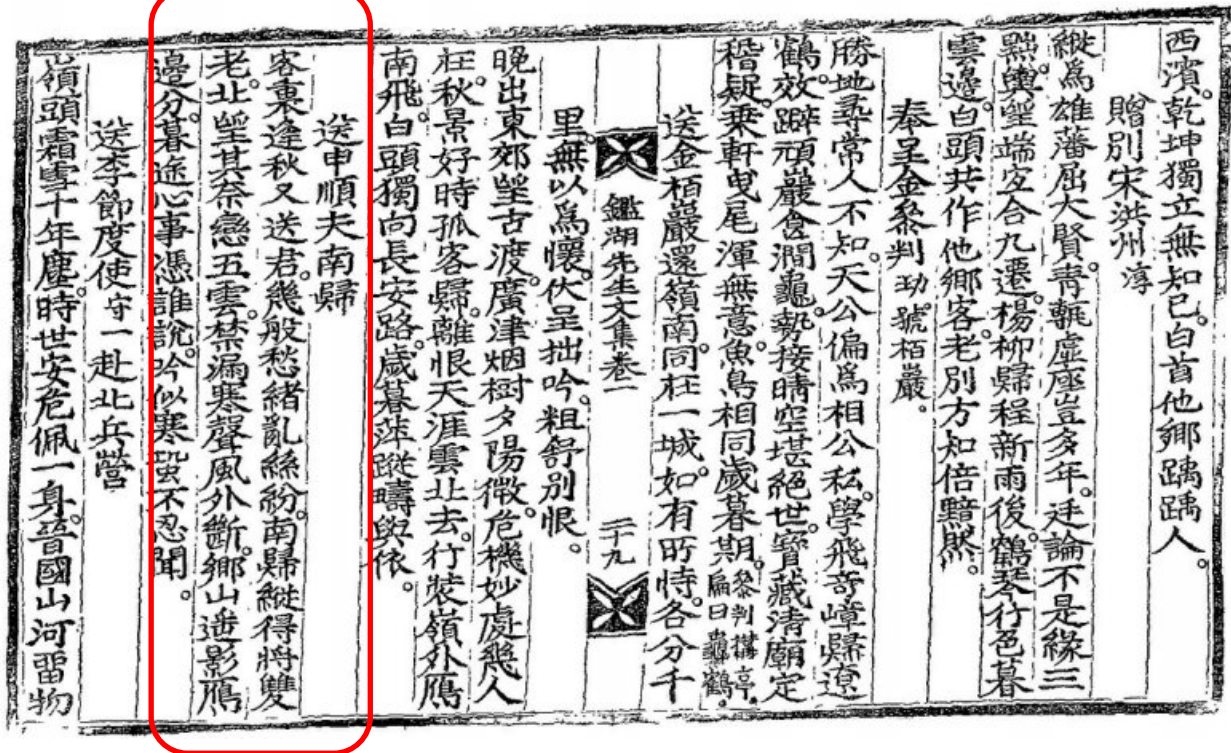 西濱。乾坤獨立無知己。白首他鄉踽踽人。
贈別宋洪州淳
縱爲雄藩屈大賢。靑氈虛座豈多年。廷論不是緣三
黜。輿望端宜合九遷。楊柳歸程新雨後。鶴琴行色暮
雲邊。白頭共作他鄉客。老別方知倍黯然。
奉呈金叅判功。號栢巖。
勝地尋常人不知。天公偏爲相公私。學飛奇嶂歸遼
鶴。效躃頑巖含澗龜。勢接晴空堪絕世。寶藏清廟定
稽疑。乘軒曳尾渾無意。魚鳥相同歲暮期。叅判搆亭。扁曰龜鶴。
送金栢巖還嶺南。同在一城。如有所恃。各分千
鑑湖先生文集卷一 二十九
里。無以爲懷。伏呈拙吟。粗舒別恨。
晚出東郊望古渡。廣津烟樹夕陽微。危機妙處幾人
在。秋景好時孤客歸。離恨天涯雲北去。行裝嶺外鴈
南飛。白頭獨向長安路。歲暮萍蹤疇與依。
送申順夫南歸
客裏逢秋又送君。幾般愁緖亂絲紛。南歸縱得將雙
老。北望其奈戀五雲。禁漏寒聲風外斷。鄉山遙影鴈
邊分。暮途心事憑誰說。吟似寒蛩不忍聞。
送李節度使守一赴北兵營
嶺頭霜雪十年塵。時世安危佩一身。晉國山河留物